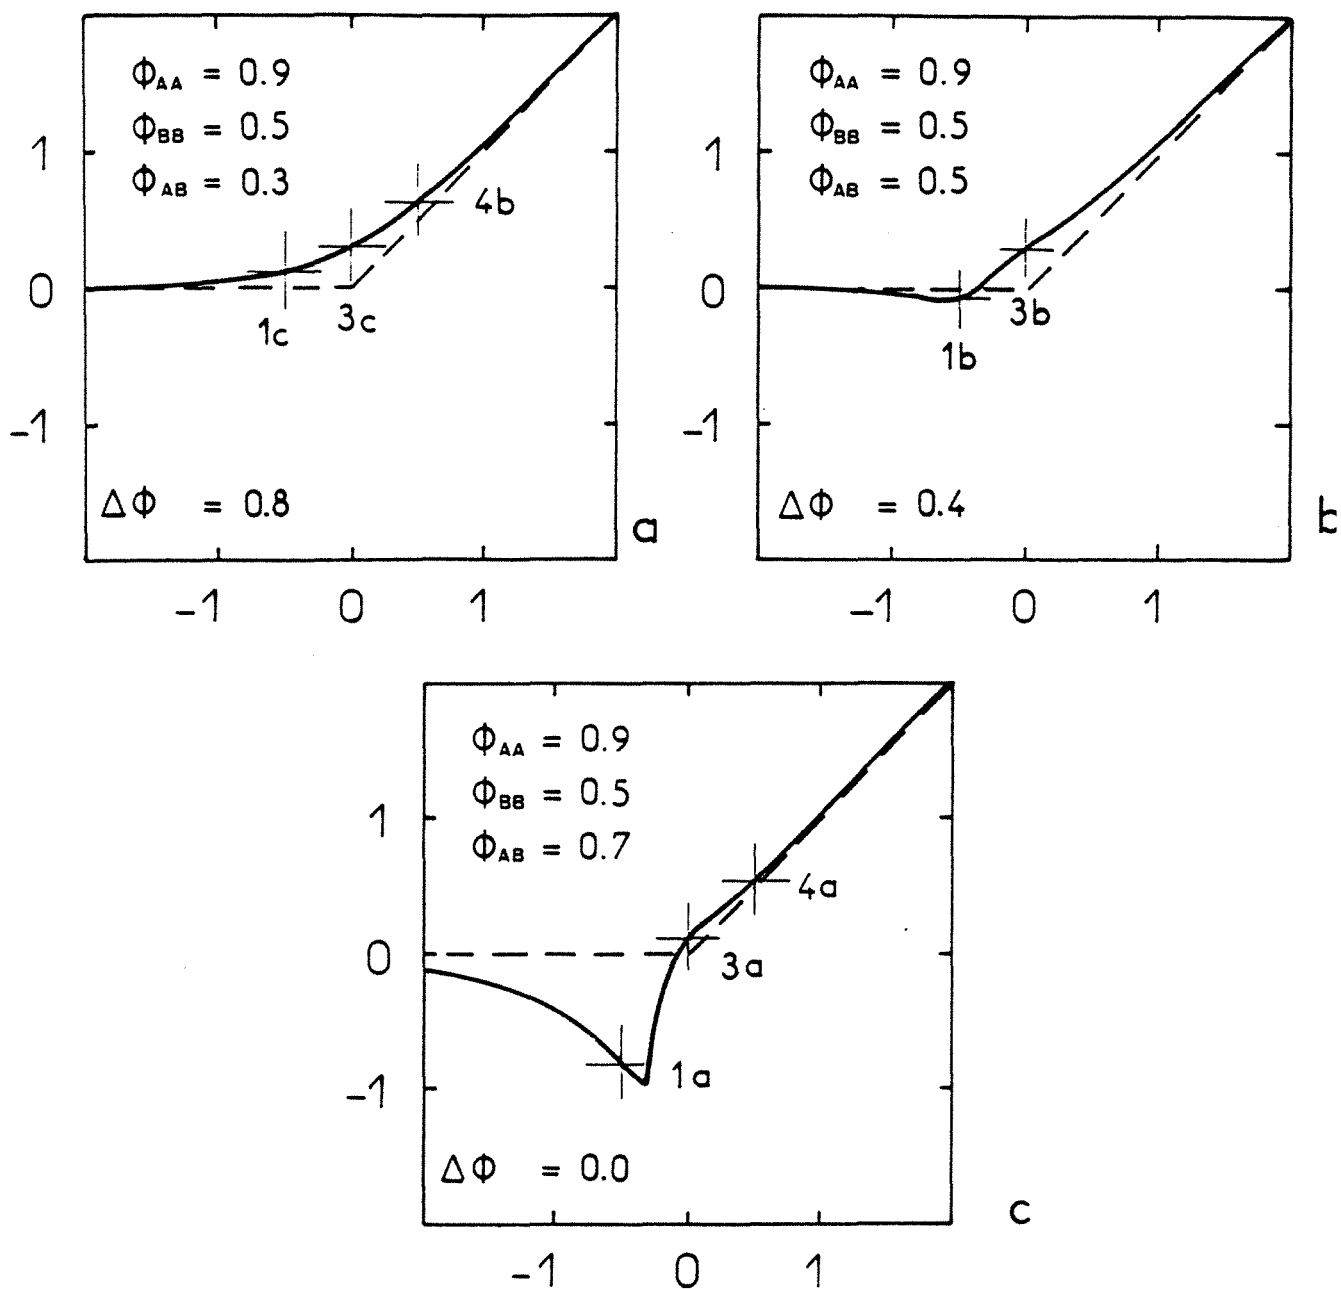 Φ_AA = 0.9
Φ_BB = 0.5
Φ_AB = 0.3
1
0
-1
4b
1c
3c
ΔΦ = 0.8
a
-1 0 1
Φ_AA = 0.9
Φ_BB = 0.5
Φ_AB = 0.5
1
0
-1
3b
1b
ΔΦ = 0.4
b
-1 0 1
Φ_AA = 0.9
Φ_BB = 0.5
Φ_AB = 0.7
1
0
-1
4a
3a
1a
ΔΦ = 0.0
c
-1 0 1